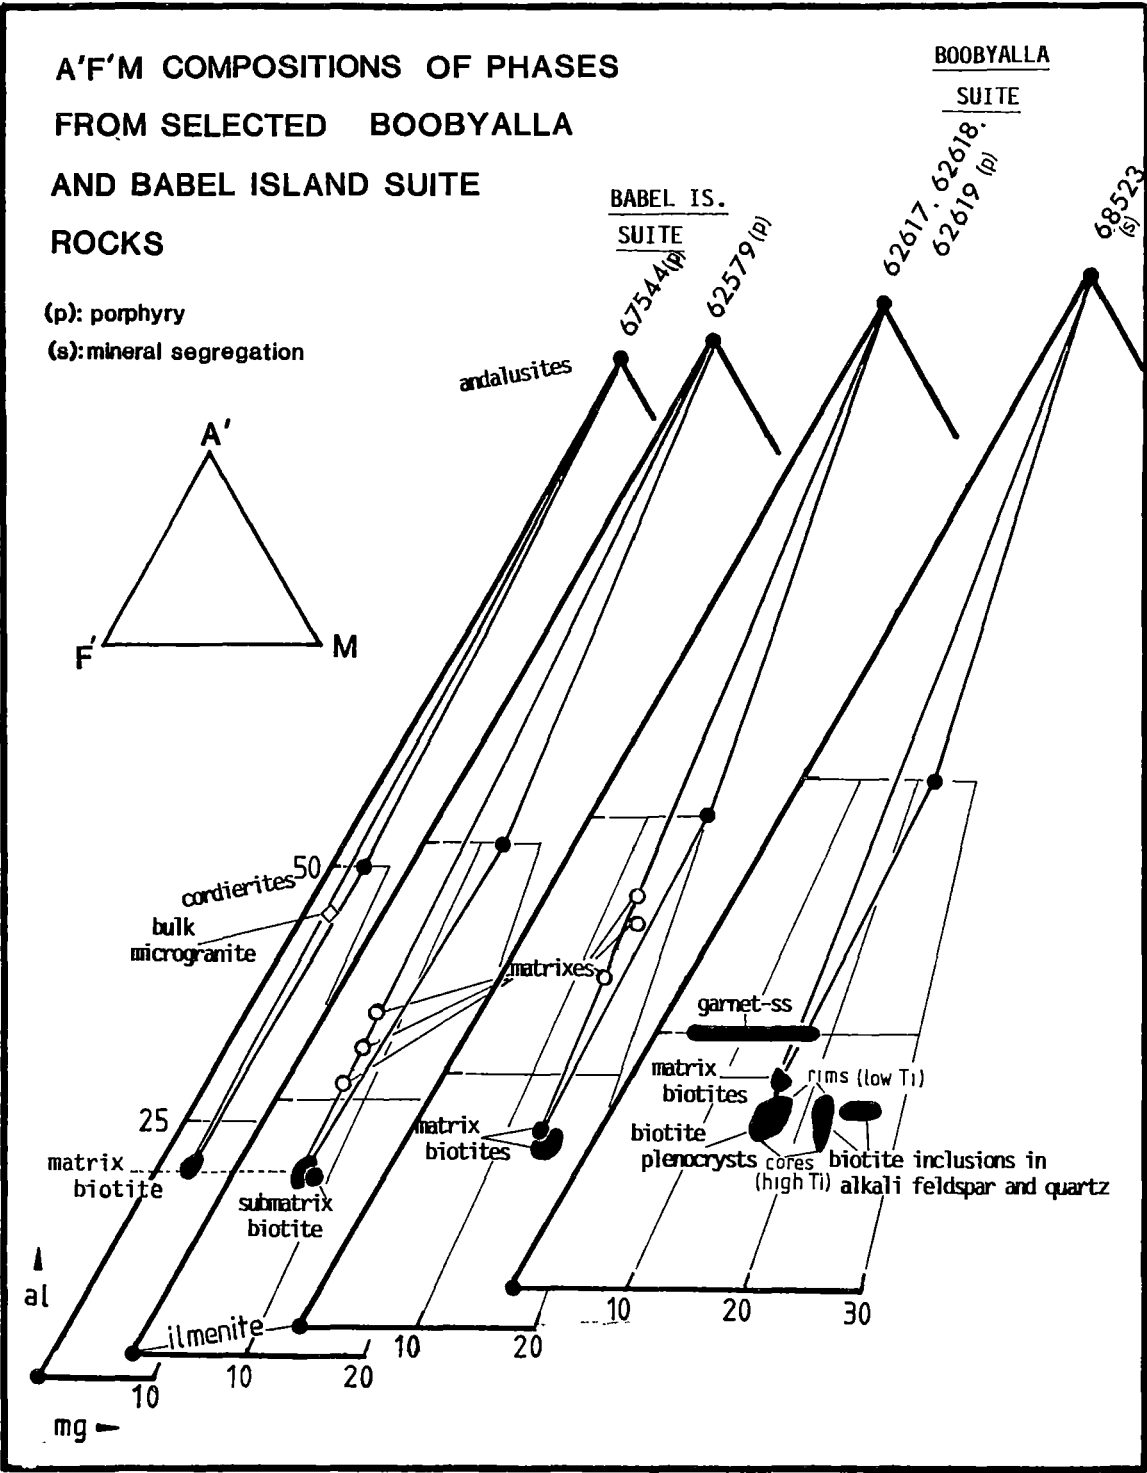 A'F'M COMPOSITIONS OF PHASES
FROM SELECTED BOOBYALLA
AND BABEL ISLAND SUITE
ROCKS
(p): porphyry
(s): mineral segregation
BOOBYALLA
SUITE
BABEL IS.
SUITE
67544 (p)
62579 (p)
62617. 62618.
62619 (p)
68523
(s)
andalusites
A'
F'
M
50
cordierites
bulk
microgranite
matrixes
garnet-ss
25
matrix
biotite
submatrix
biotite
matrix
biotites
matrix
biotites
rims (low Ti)
biotite
plenocrysts
cores
(high Ti)
biotite inclusions in
alkali feldspar and quartz
al
ilmenite
10
10
20
10
20
10
20
30
mg